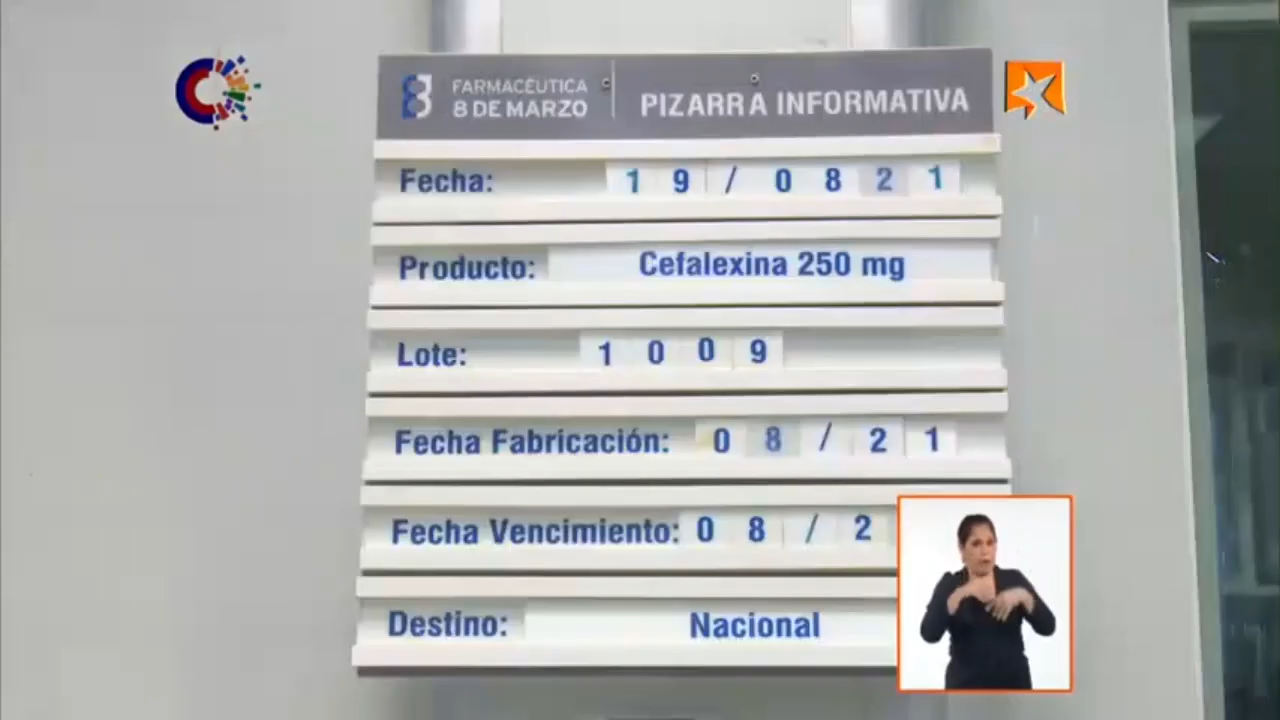 FARMACÉUTICA
8 DE MARZO
PIZARRA INFORMATIVA
Fecha: 19/0821
Producto: Cefalexina 250 mg
Lote: 1009
Fecha Fabricación: 08/21
Fecha Vencimiento: 08/2
Destino: Nacional